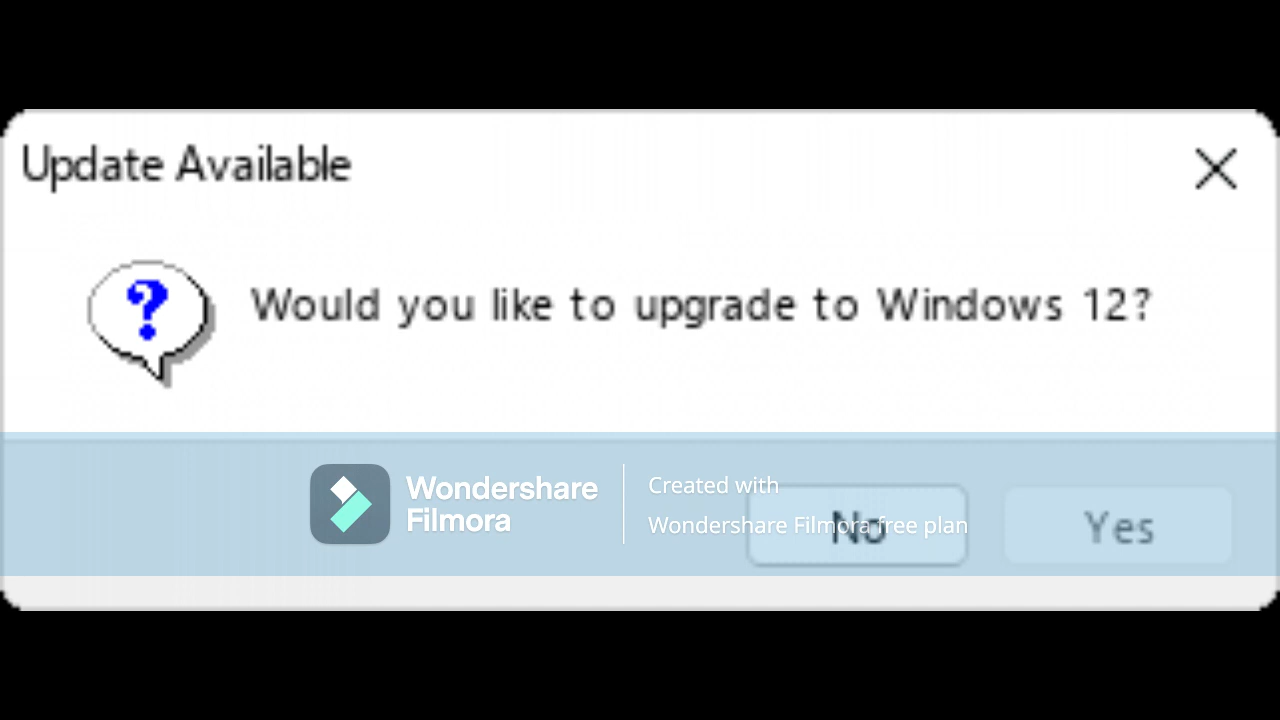 Update Available
?
Would you like to upgrade to Windows 12?
Wondershare
Filmora
Created with
Wondershare Filmora free plan
No
Yes